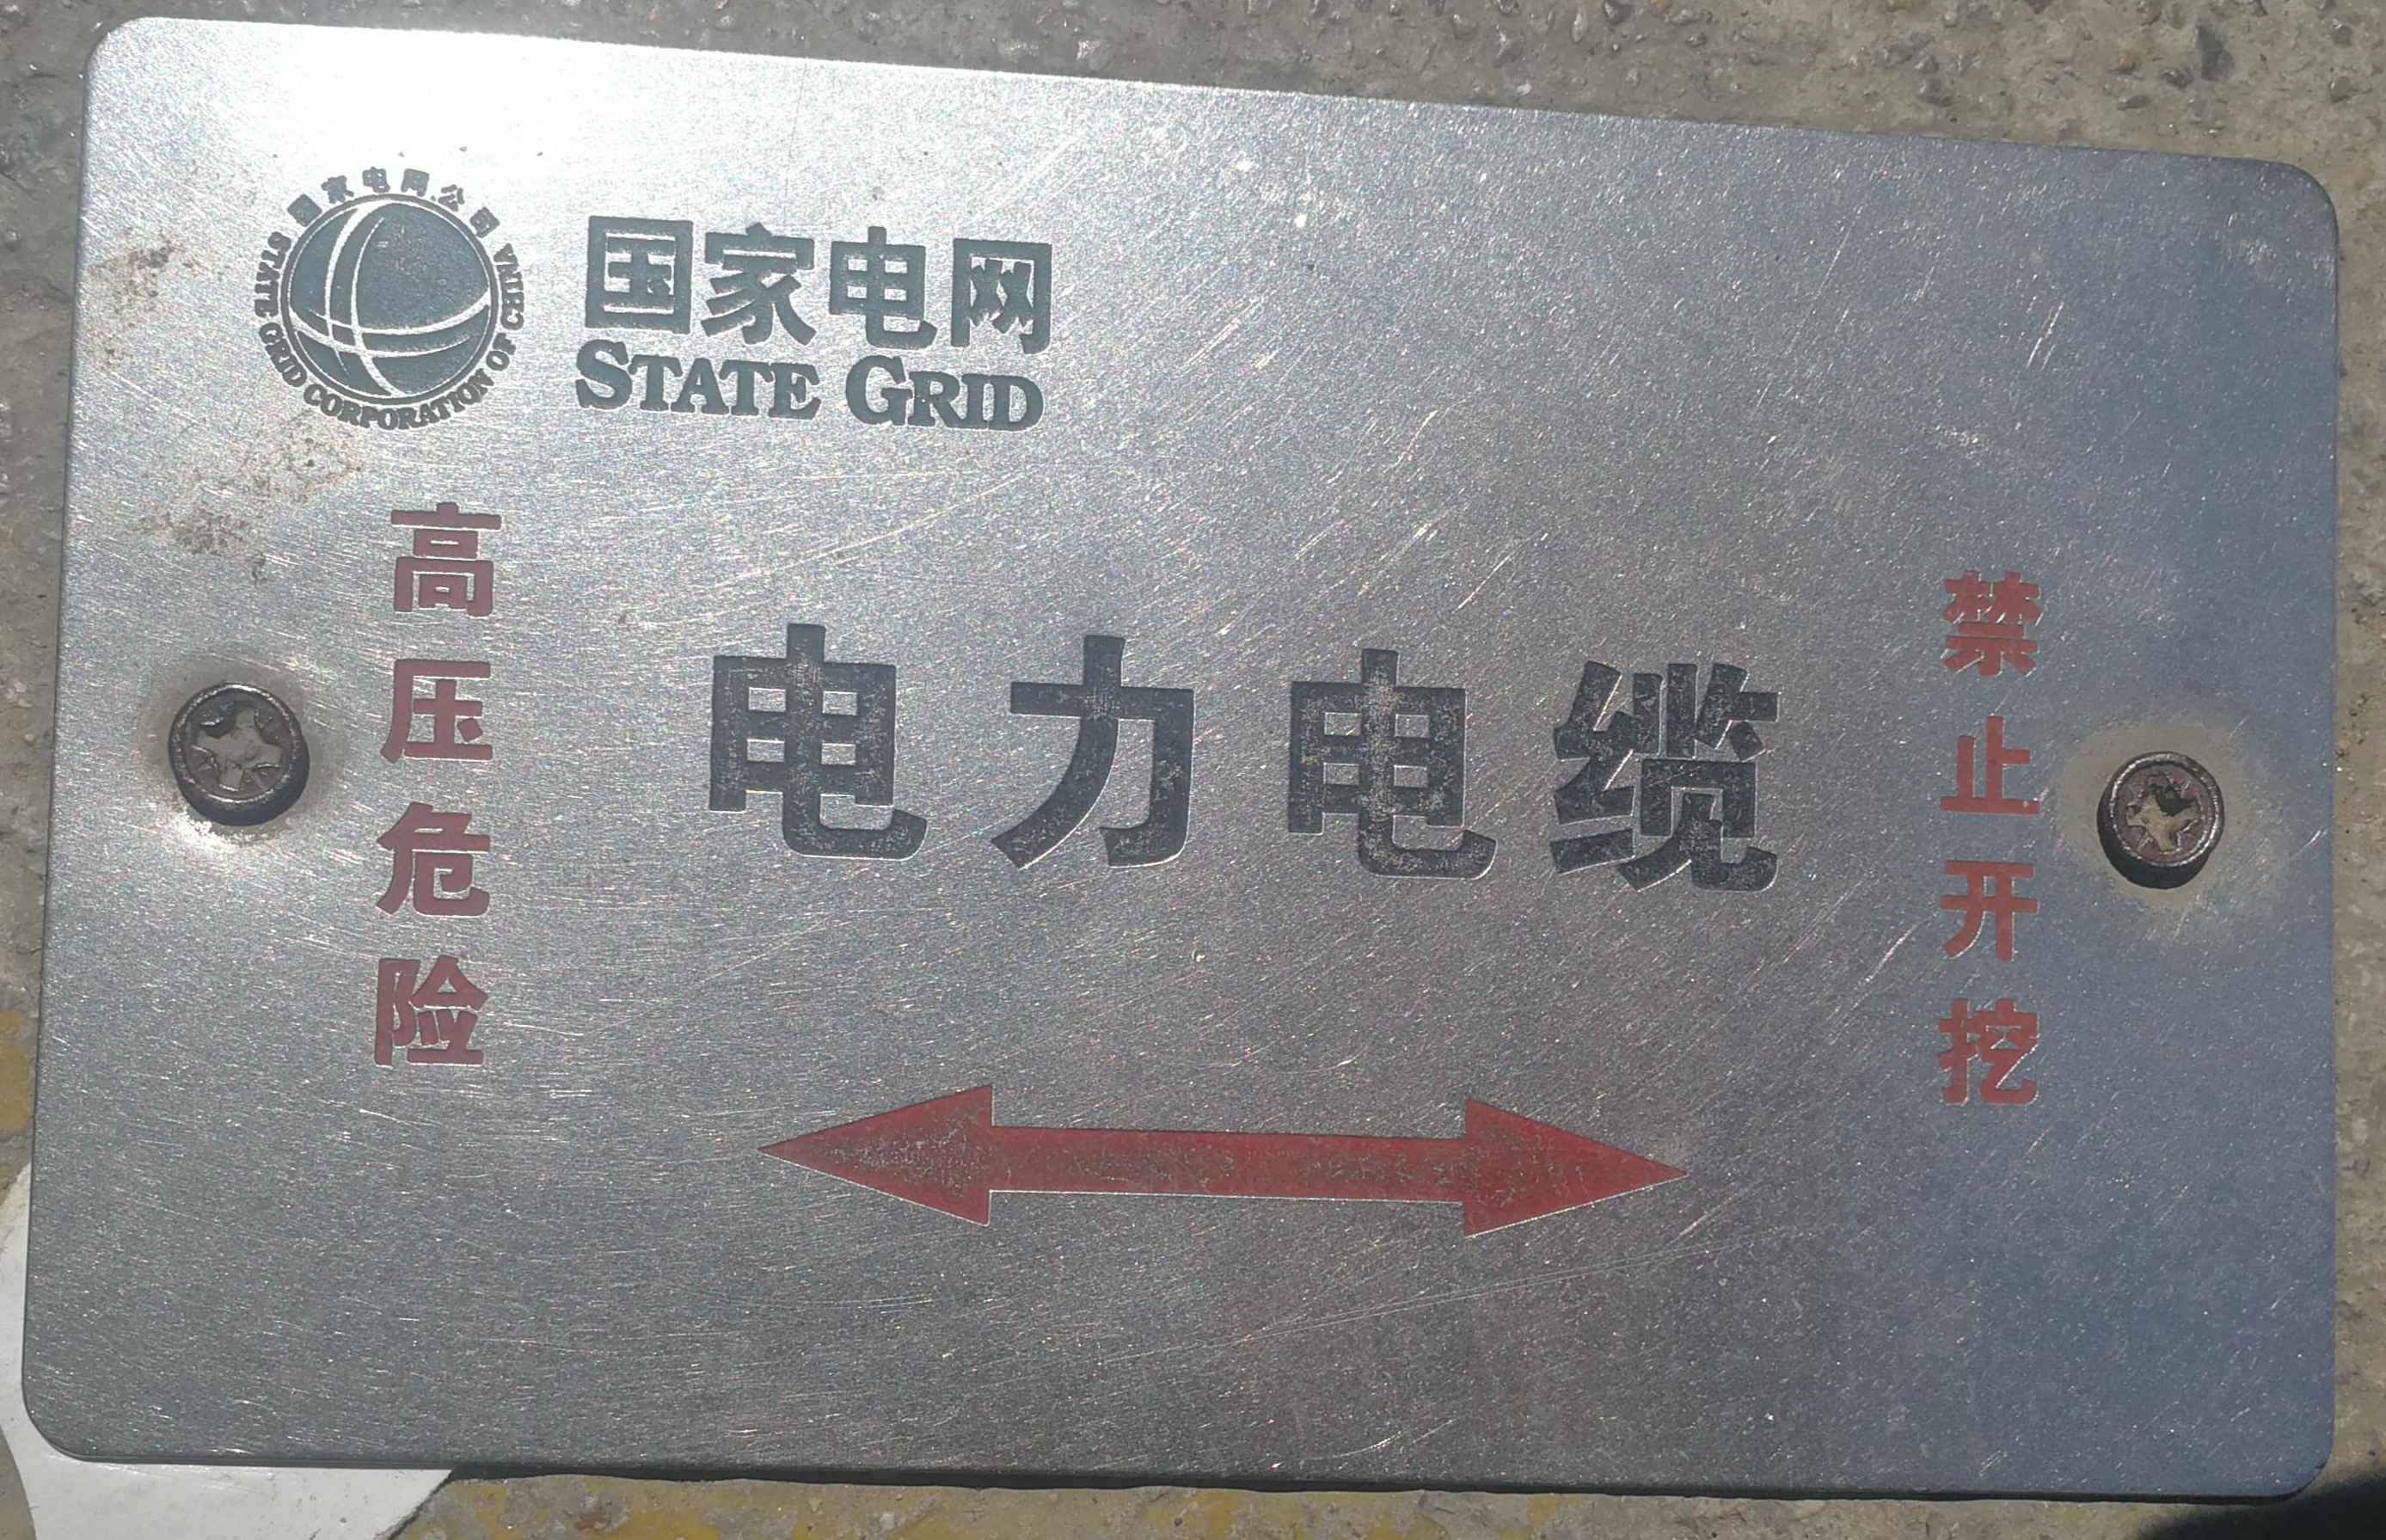 国家电网公司
STATE GRID CORPORATION OF CHINA
国家电网
STATE GRID
高压危险
电力电缆
禁止开挖